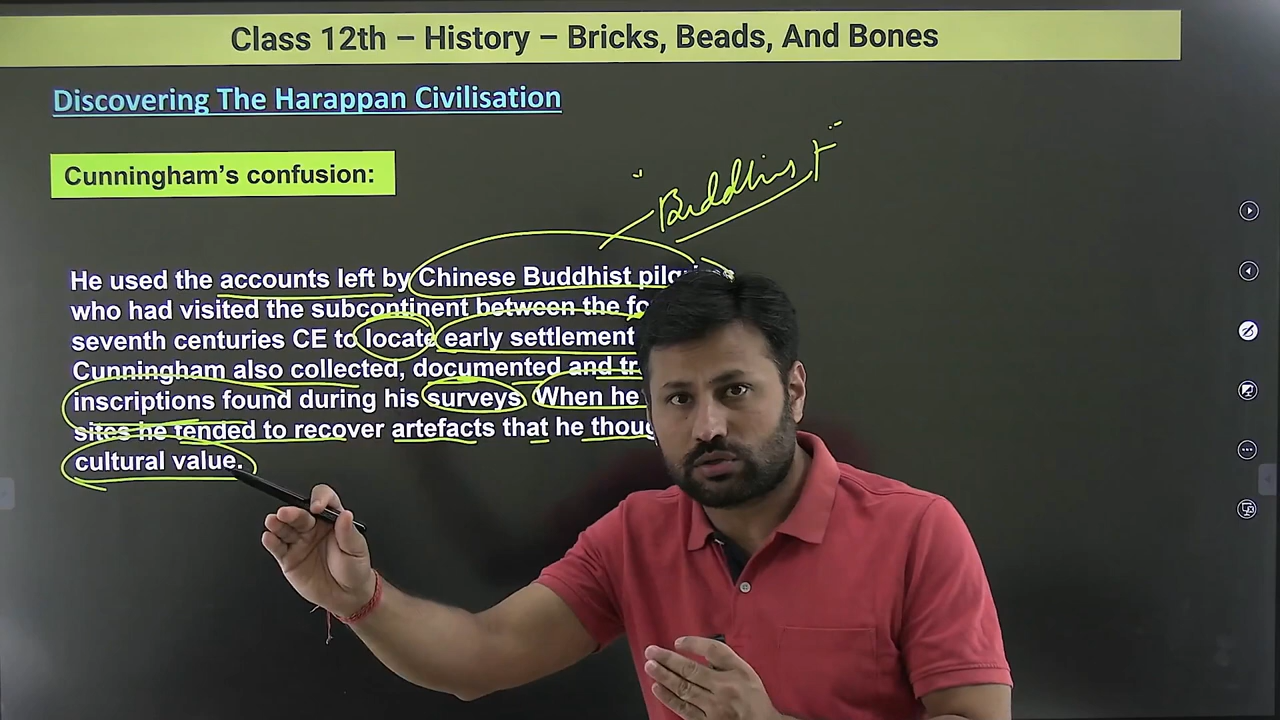 Class 12th – History – Bricks, Beads, And Bones
Discovering The Harappan Civilisation
Cunningham's confusion:
"Buddhist"
He used the accounts left by Chinese Buddhist
who had visited the subcontinent between the
seventh centuries CE to locate early settlement
Cunningham also collected, documented and
inscriptions found during his surveys When he
sites he tended to recover artefacts that he
cultural value.